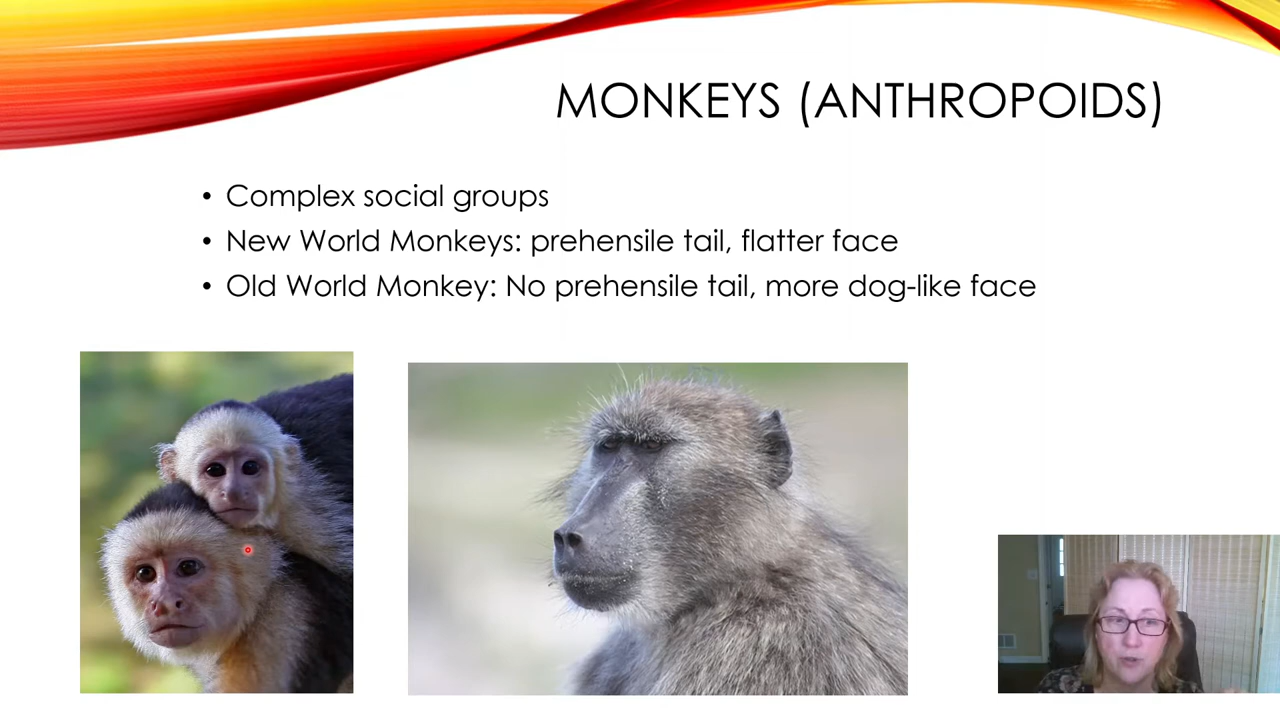 MONKEYS (ANTHROPOIDS)
• Complex social groups
• New World Monkeys: prehensile tail, flatter face
• Old World Monkey: No prehensile tail, more dog-like face